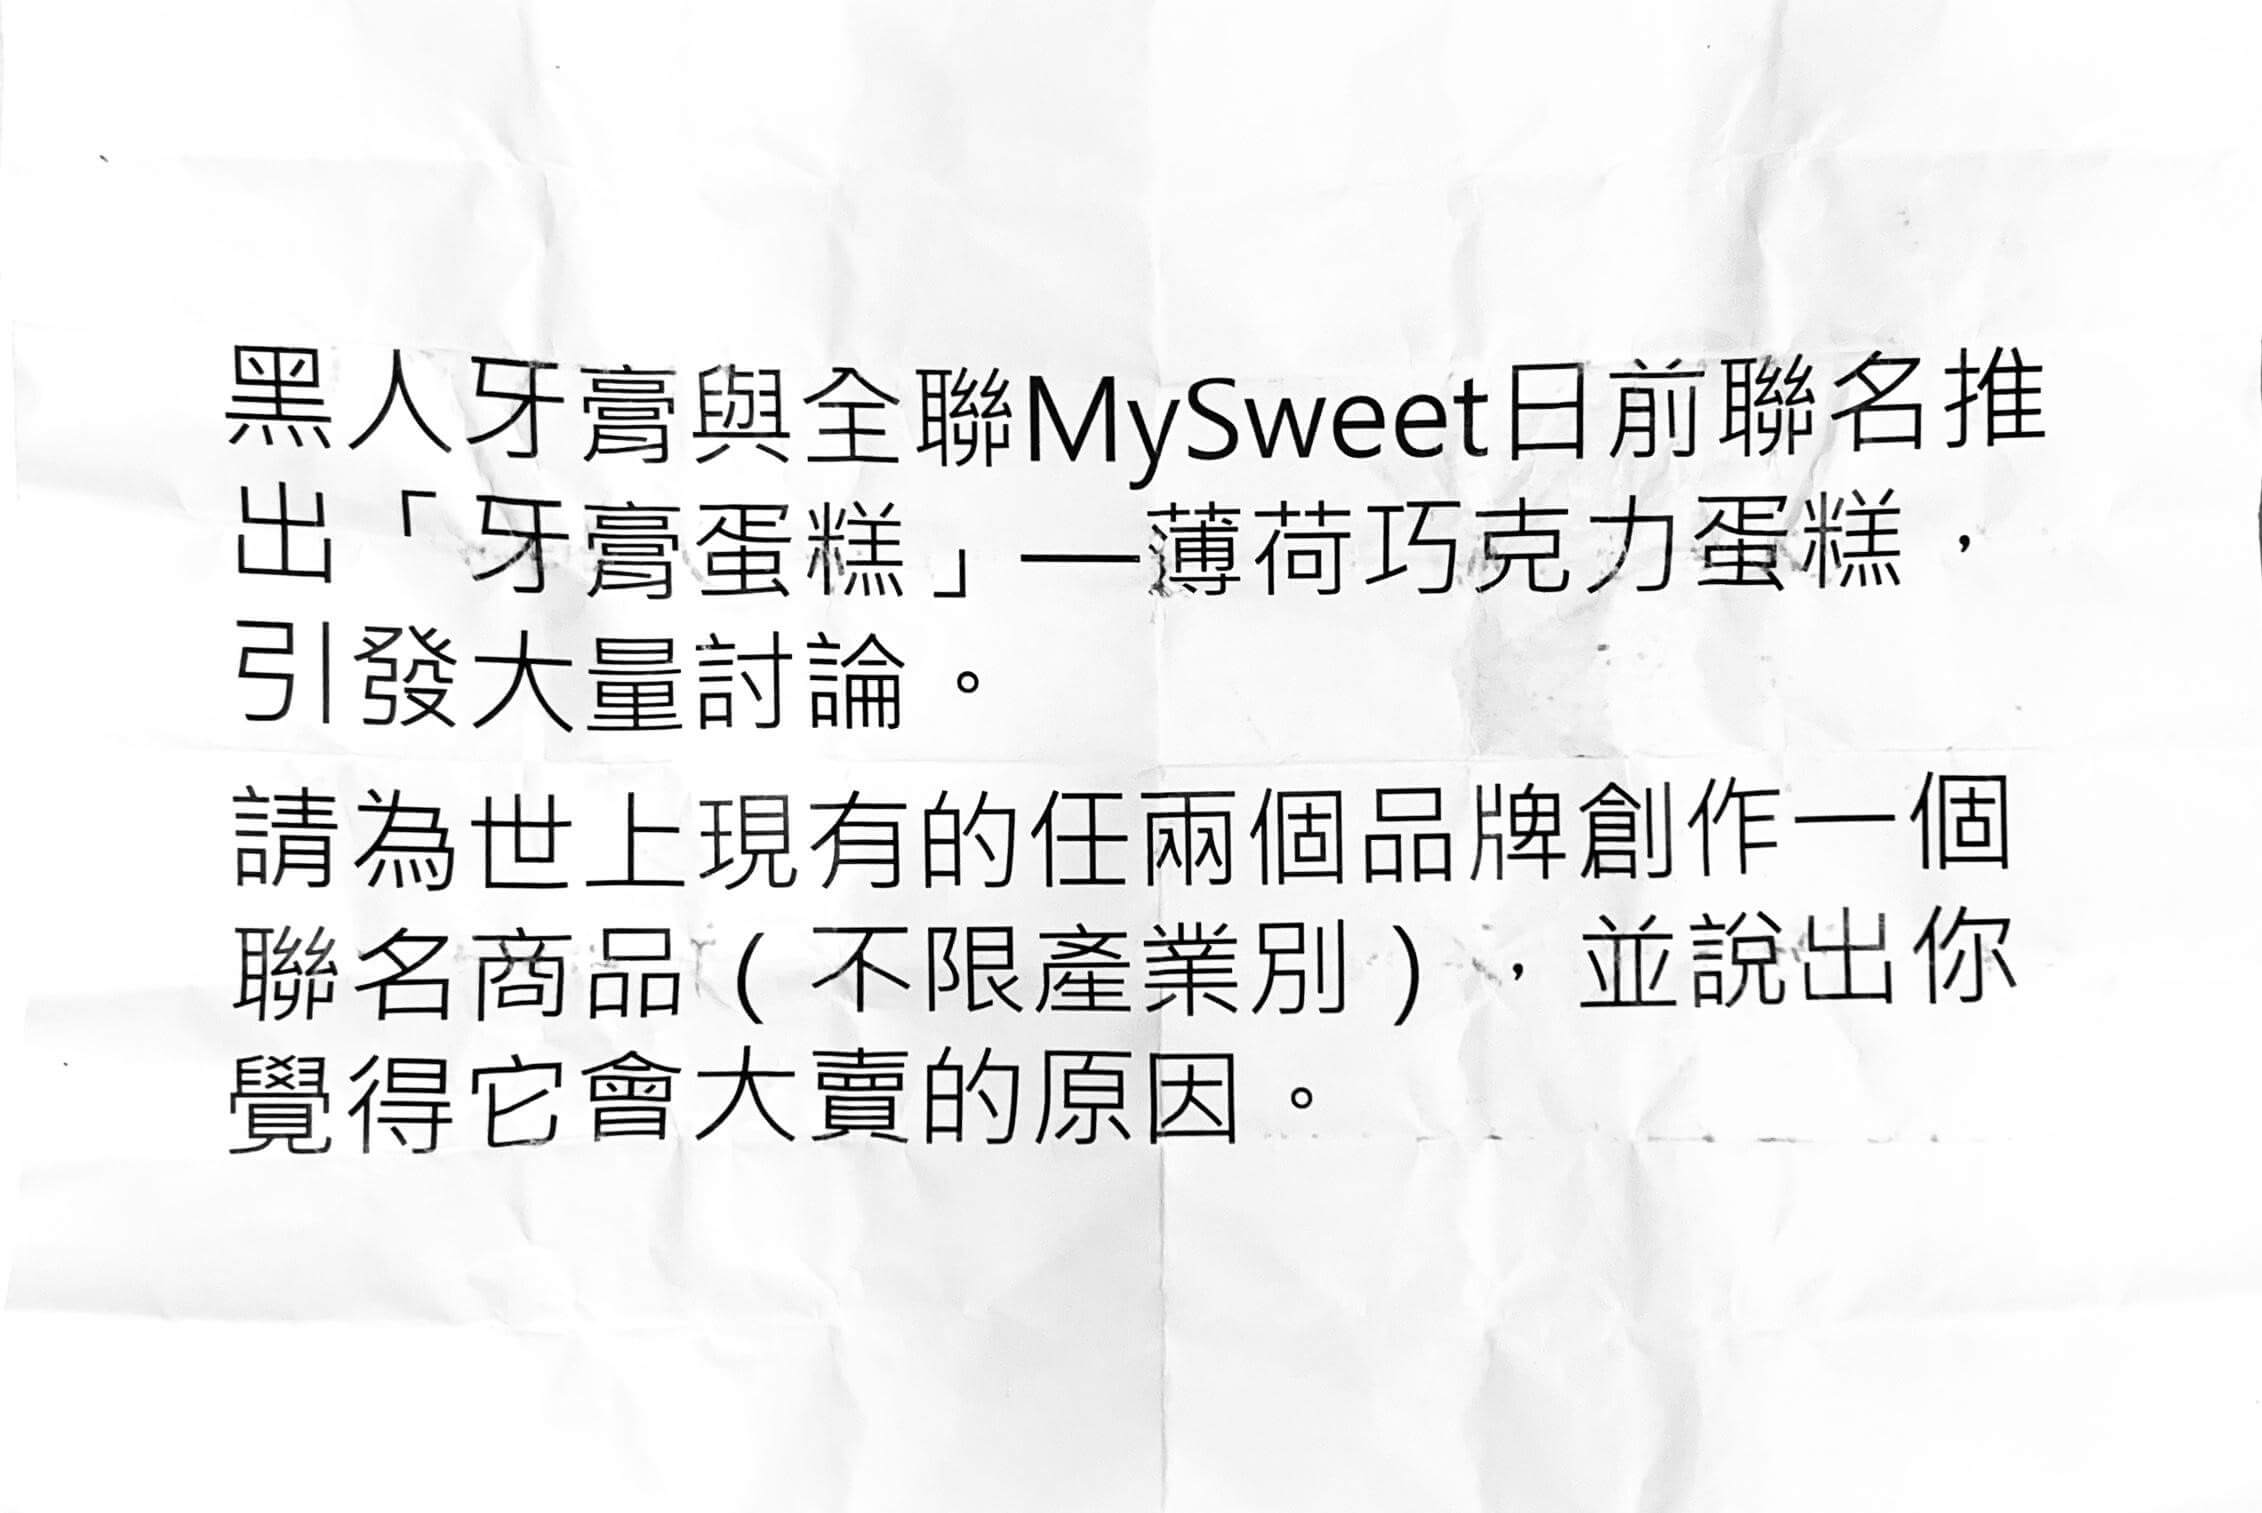 黑人牙膏與全聯MySweet日前聯名推
出「牙膏蛋糕」—薄荷巧克力蛋糕，
引發大量討論。
請為世上現有的任兩個品牌創作一個
聯名商品（不限產業別），並說出你
覺得它會大賣的原因。